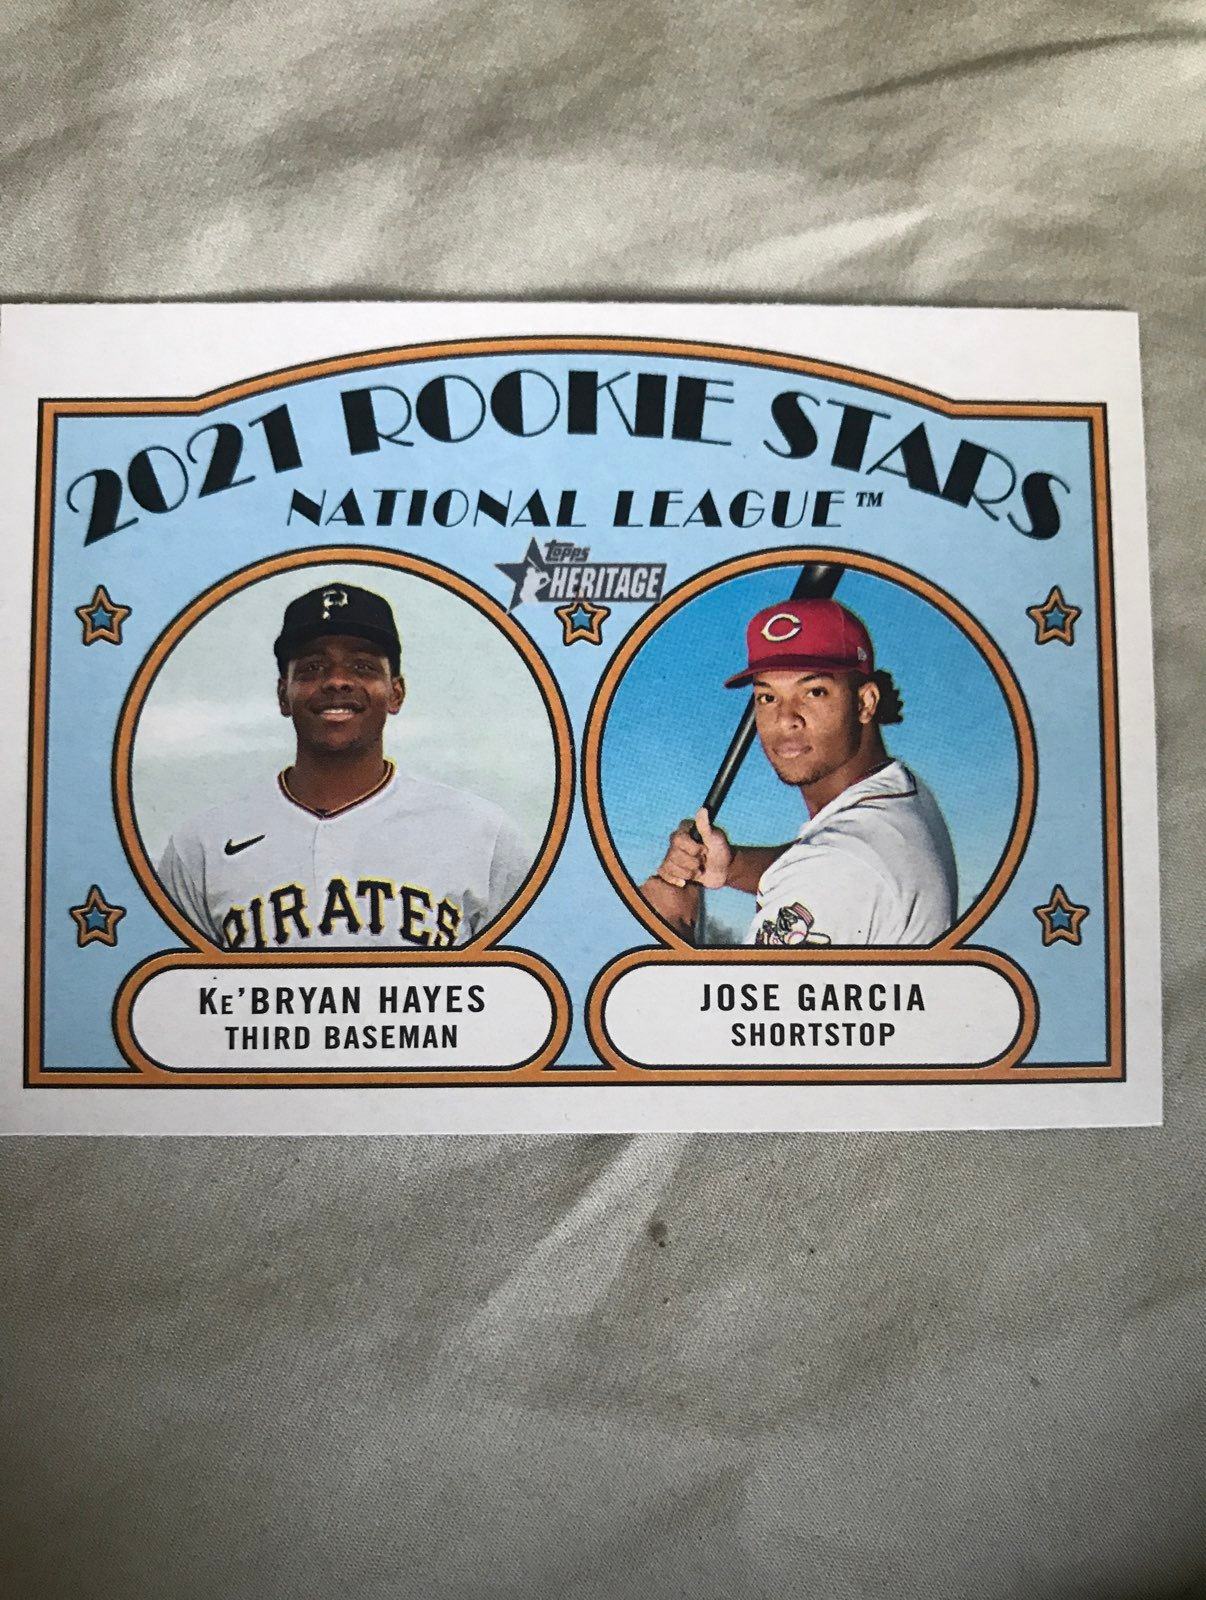 2021 ROOKIE STARS
NATIONAL LEAGUE™
topps
HERITAGE
P
C
PIRATES
KE'BRYAN HAYES
THIRD BASEMAN
JOSE GARCIA
SHORTSTOP